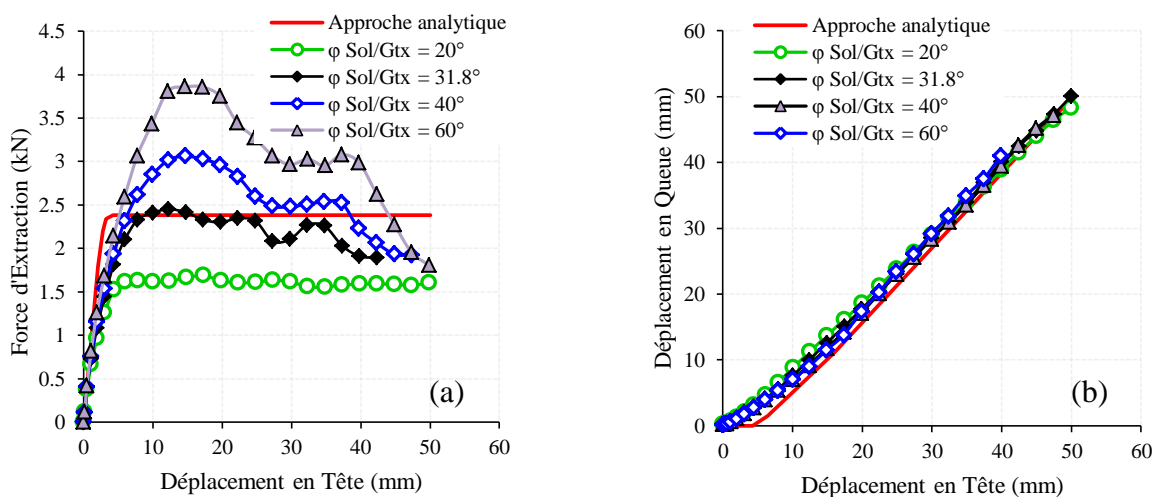 Approche analytique
φ Sol/Gtx = 20°
φ Sol/Gtx = 31.8°
φ Sol/Gtx = 40°
φ Sol/Gtx = 60°
4.5
4
3.5
3
2.5
2
1.5
1
0.5
0
Force d'Extraction (kN)
0 10 20 30 40 50 60
Déplacement en Tête (mm)
(a)
Approche analytique
φ Sol/Gtx = 20°
φ Sol/Gtx = 31.8°
φ Sol/Gtx = 40°
φ Sol/Gtx = 60°
60
50
40
30
20
10
0
Déplacement en Queue (mm)
0 10 20 30 40 50 60
Déplacement en Tête (mm)
(b)